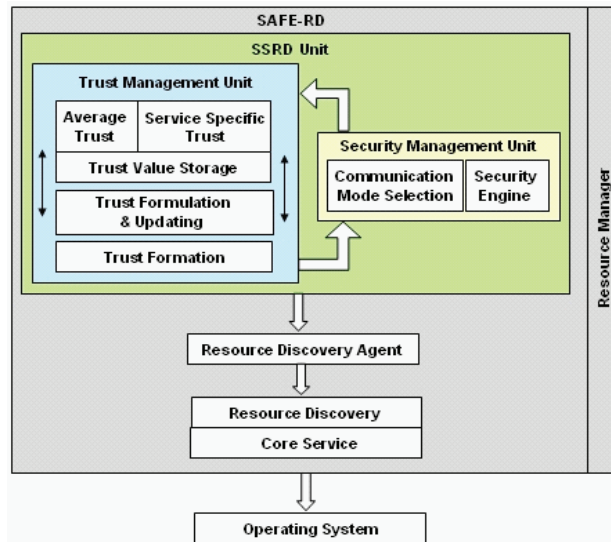 SAFE-RD
SSRD Unit
Trust Management Unit
Average
Trust
Service Specific
Trust
Trust Value Storage
Trust Formulation
& Updating
Trust Formation
Security Management Unit
Communication
Mode Selection
Security
Engine
Resource Discovery Agent
Resource Discovery
Core Service
Operating System
Resource Manager